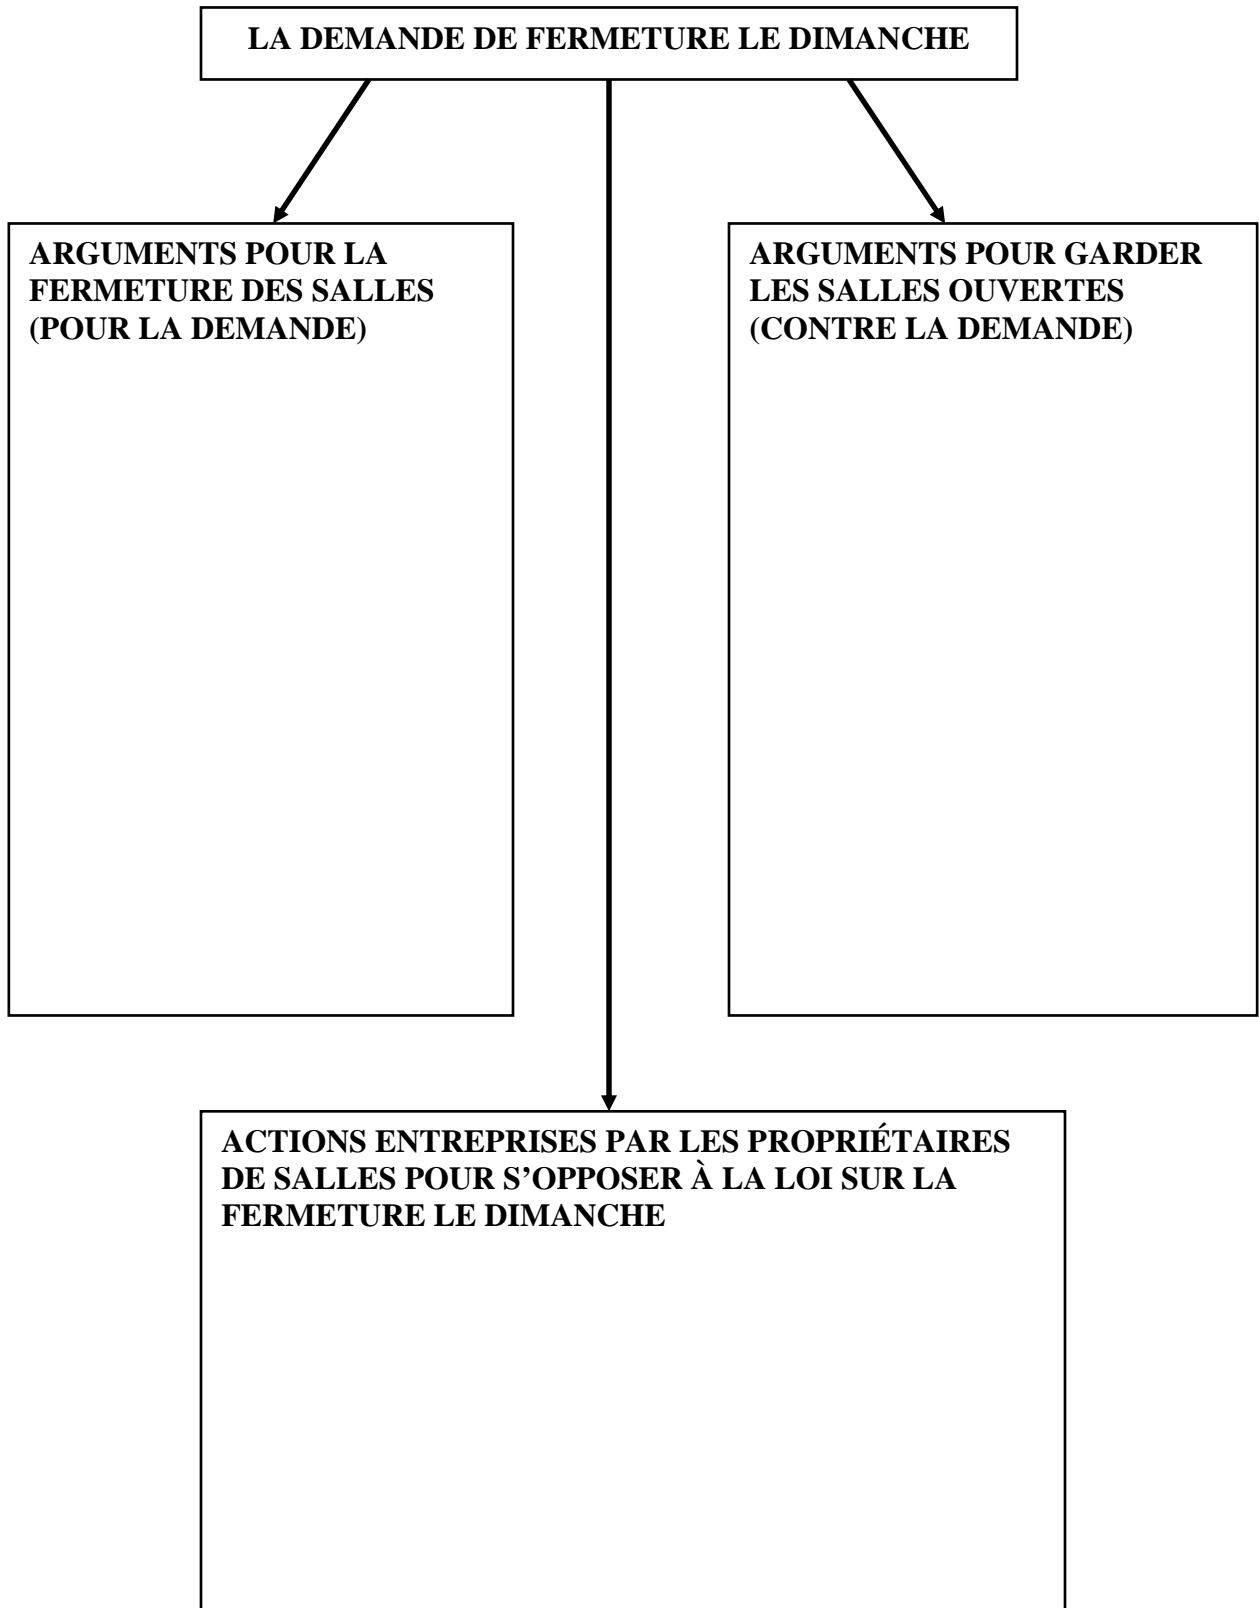 LA DEMANDE DE FERMETURE LE DIMANCHE
ARGUMENTS POUR LA
FERMETURE DES SALLES
(POUR LA DEMANDE)
ARGUMENTS POUR GARDER
LES SALLES OUVERTES
(CONTRE LA DEMANDE)
ACTIONS ENTREPRISES PAR LES PROPRIÉTAIRES
DE SALLES POUR S’OPPOSER À LA LOI SUR LA
FERMETURE LE DIMANCHE